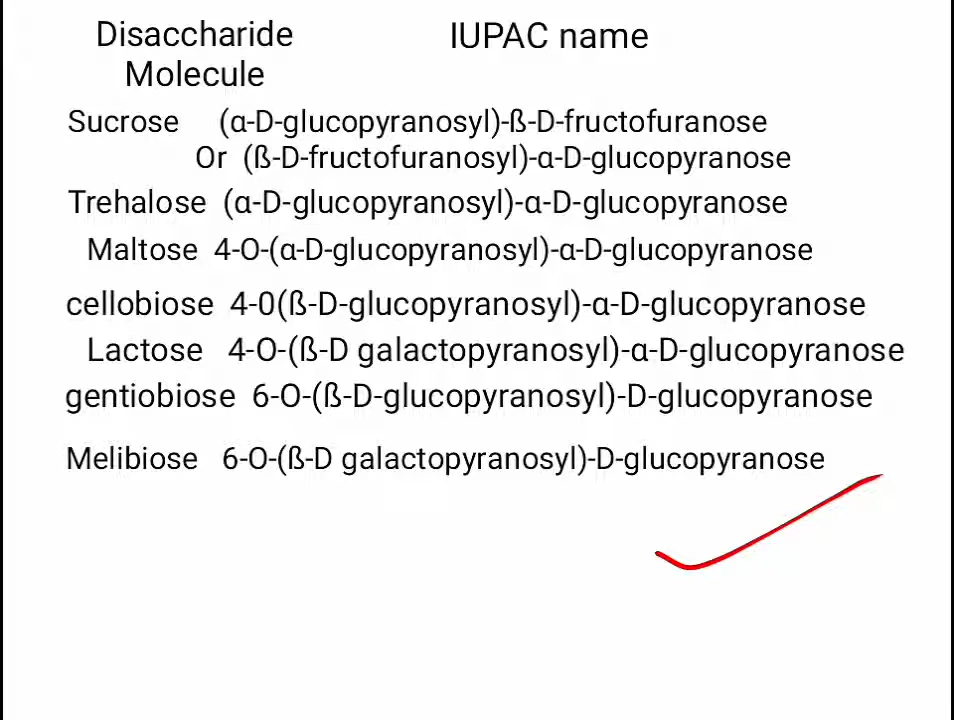 Disaccharide IUPAC name
Molecule
Sucrose (α-D-glucopyranosyl)-ß-D-fructofuranose
Or (ß-D-fructofuranosyl)-α-D-glucopyranose
Trehalose (α-D-glucopyranosyl)-α-D-glucopyranose
Maltose 4-O-(α-D-glucopyranosyl)-α-D-glucopyranose
cellobiose 4-0(ß-D-glucopyranosyl)-α-D-glucopyranose
Lactose 4-O-(ß-D galactopyranosyl)-α-D-glucopyranose
gentiobiose 6-O-(ß-D-glucopyranosyl)-D-glucopyranose
Melibiose 6-O-(ß-D galactopyranosyl)-D-glucopyranose